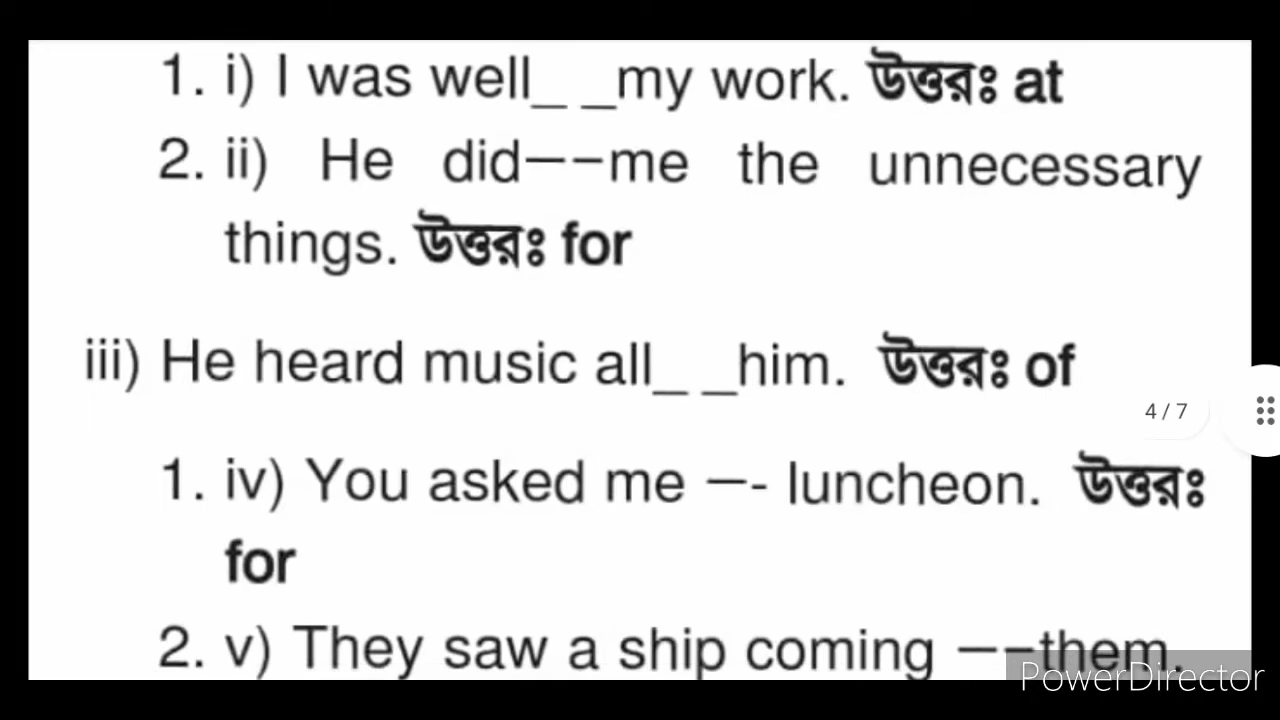 1. i) I was well_ _my work. উত্তরঃ at
2. ii) He did––me the unnecessary
things. উত্তরঃ for
iii) He heard music all_ _him. উত্তরঃ of
4 / 7
1. iv) You asked me –- luncheon. উত্তরঃ
for
2. v) They saw a ship coming ––them.
PowerDirector